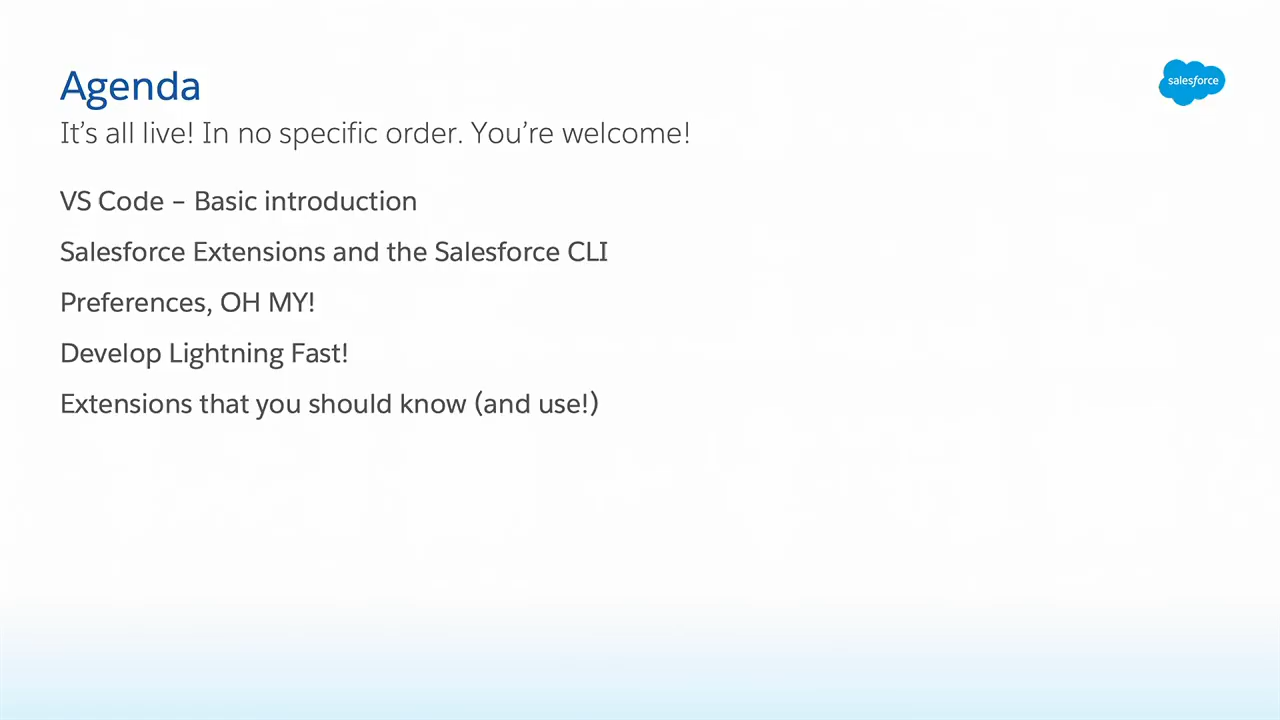 Agenda
salesforce
It's all live! In no specific order. You're welcome!
VS Code – Basic introduction
Salesforce Extensions and the Salesforce CLI
Preferences, OH MY!
Develop Lightning Fast!
Extensions that you should know (and use!)